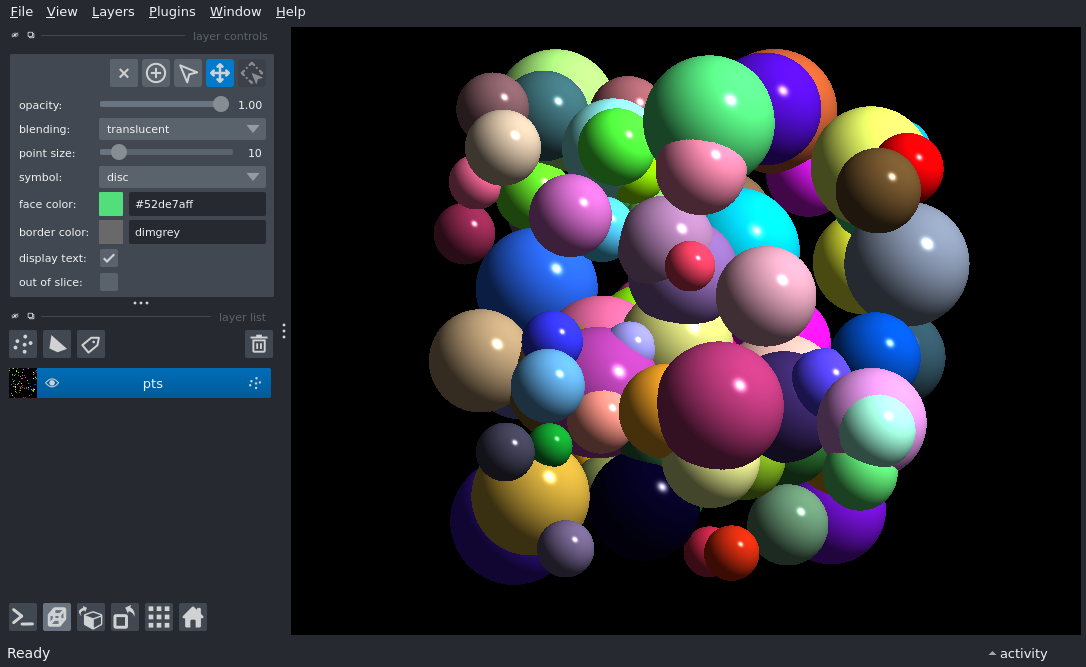 File View Layers Plugins Window Help
layer controls
opacity: 1.00
blending: translucent
point size: 10
symbol: disc
face color: #52de7aff
border color: dimgrey
display text:
out of slice:
layer list
pts
Ready
activity